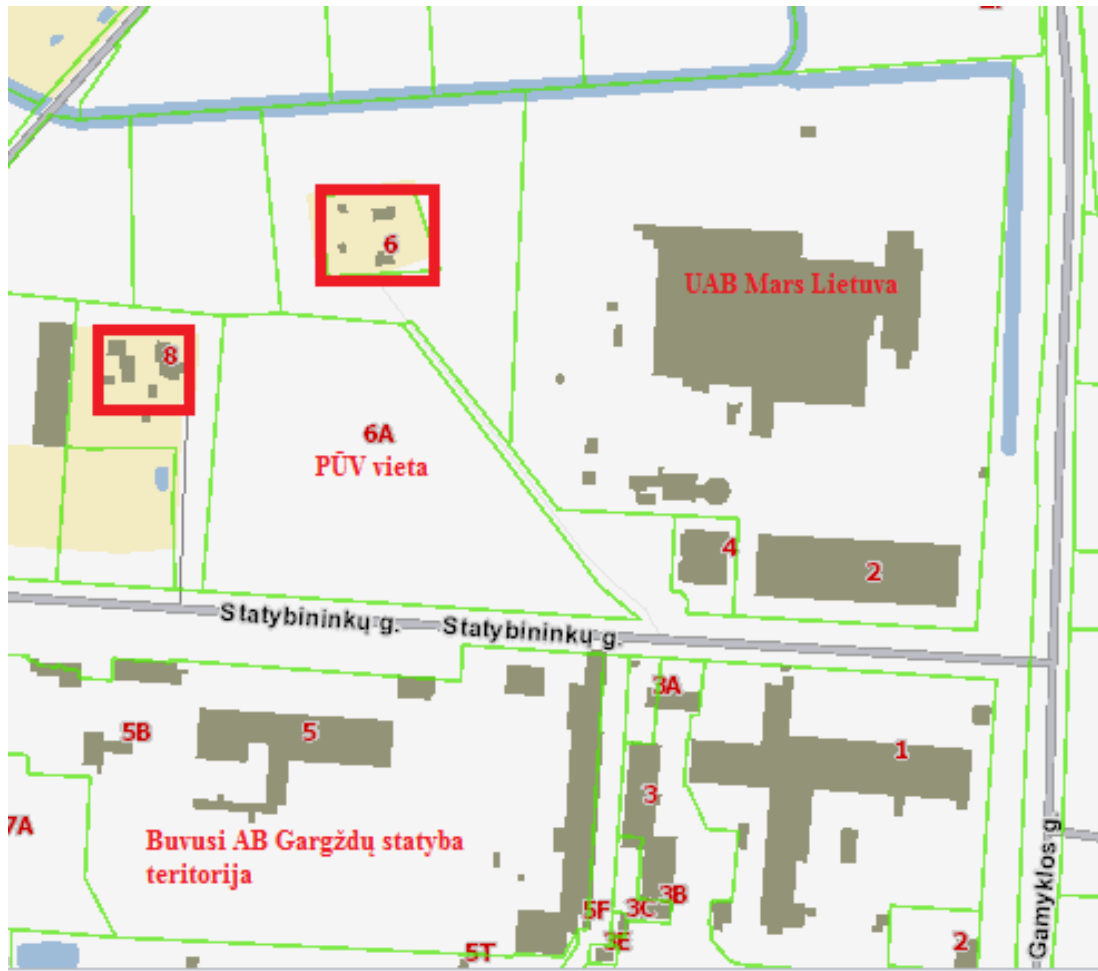 6
UAB Mars Lietuva
8
6A
PŪV vieta
4
2
Statybininkų g.
Statybininkų g.
3A
5B
5
1
3
7A
Buvusi AB Gargždų statyba
teritorija
Gamyklos g.
3B
3C
5F
3E
2
5T